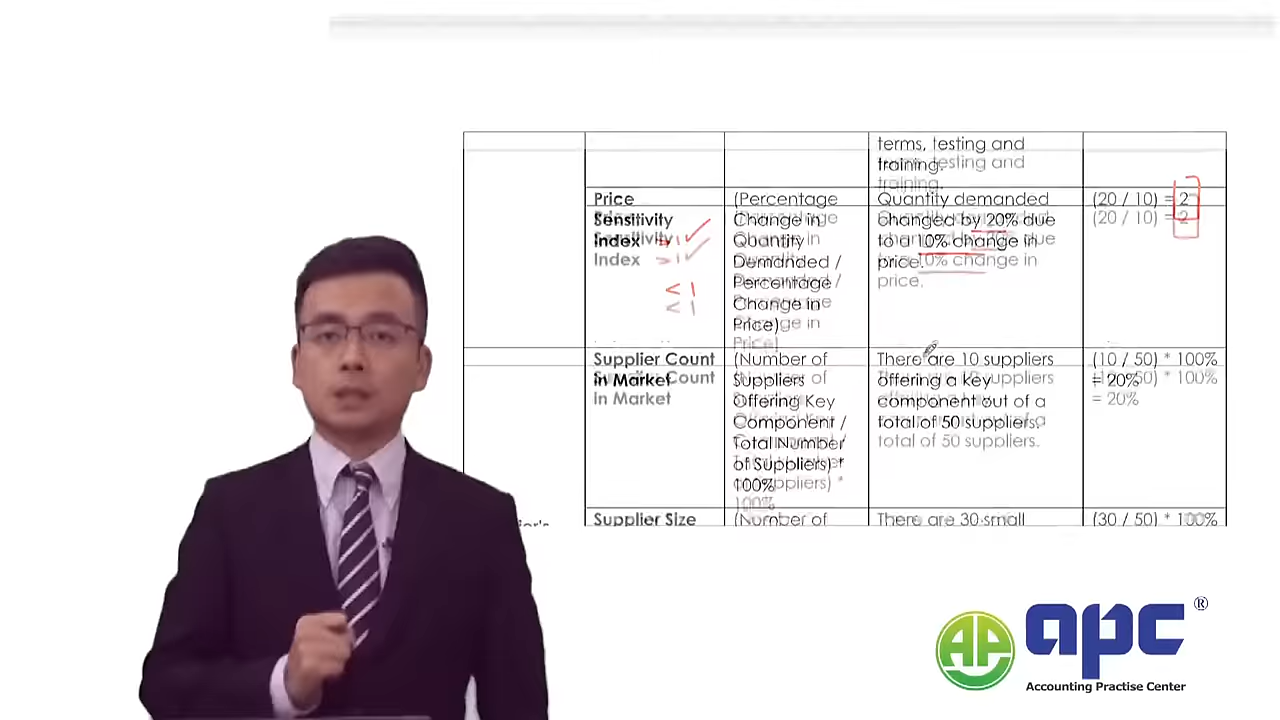 terms, testing and
training.
Price
Sensitivity
Index
> 1 ✓
< 1
(Percentage
Change in
Quantity
Demanded /
Percentage
Change in
Price)
Quantity demanded
changed by 20% due
to a 10% change in
price.
(20 / 10) = 2
Supplier Count
in Market
(Number of
Suppliers
Offering Key
Component /
Total Number
of Suppliers) *
100%
There are 10 suppliers
offering a key
component out of a
total of 50 suppliers.
(10 / 50) * 100%
= 20%
Supplier Size
(Number of
There are 30 small
(30 / 50) * 100%
AP
apc ®
Accounting Practise Center